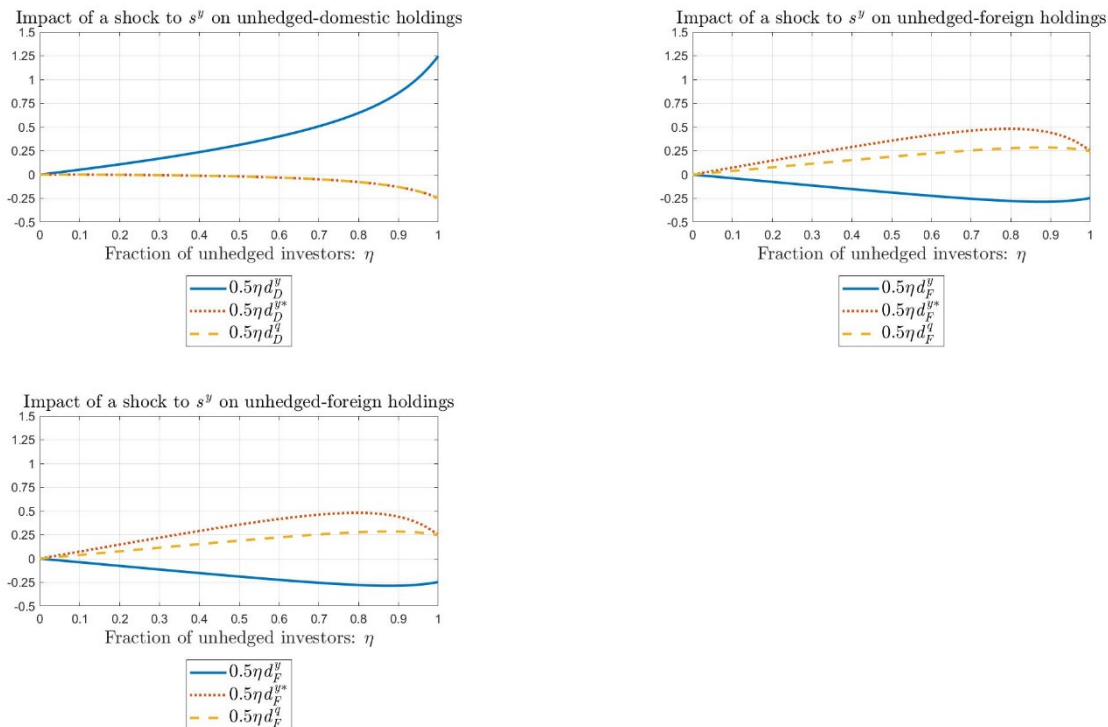 Impact of a shock to s^y on unhedged-domestic holdings
1.5
1.25
1
0.75
0.5
0.25
0
-0.25
-0.5
0 0.1 0.2 0.3 0.4 0.5 0.6 0.7 0.8 0.9 1
Fraction of unhedged investors: η
0.5ηd_D^y
0.5ηd_D^{y*}
0.5ηd_D^q
Impact of a shock to s^y on unhedged-foreign holdings
1.5
1.25
1
0.75
0.5
0.25
0
-0.25
-0.5
0 0.1 0.2 0.3 0.4 0.5 0.6 0.7 0.8 0.9 1
Fraction of unhedged investors: η
0.5ηd_F^y
0.5ηd_F^{y*}
0.5ηd_F^q
Impact of a shock to s^y on unhedged-foreign holdings
1.5
1.25
1
0.75
0.5
0.25
0
-0.25
-0.5
0 0.1 0.2 0.3 0.4 0.5 0.6 0.7 0.8 0.9 1
Fraction of unhedged investors: η
0.5ηd_F^y
0.5ηd_F^{y*}
0.5ηd_F^q